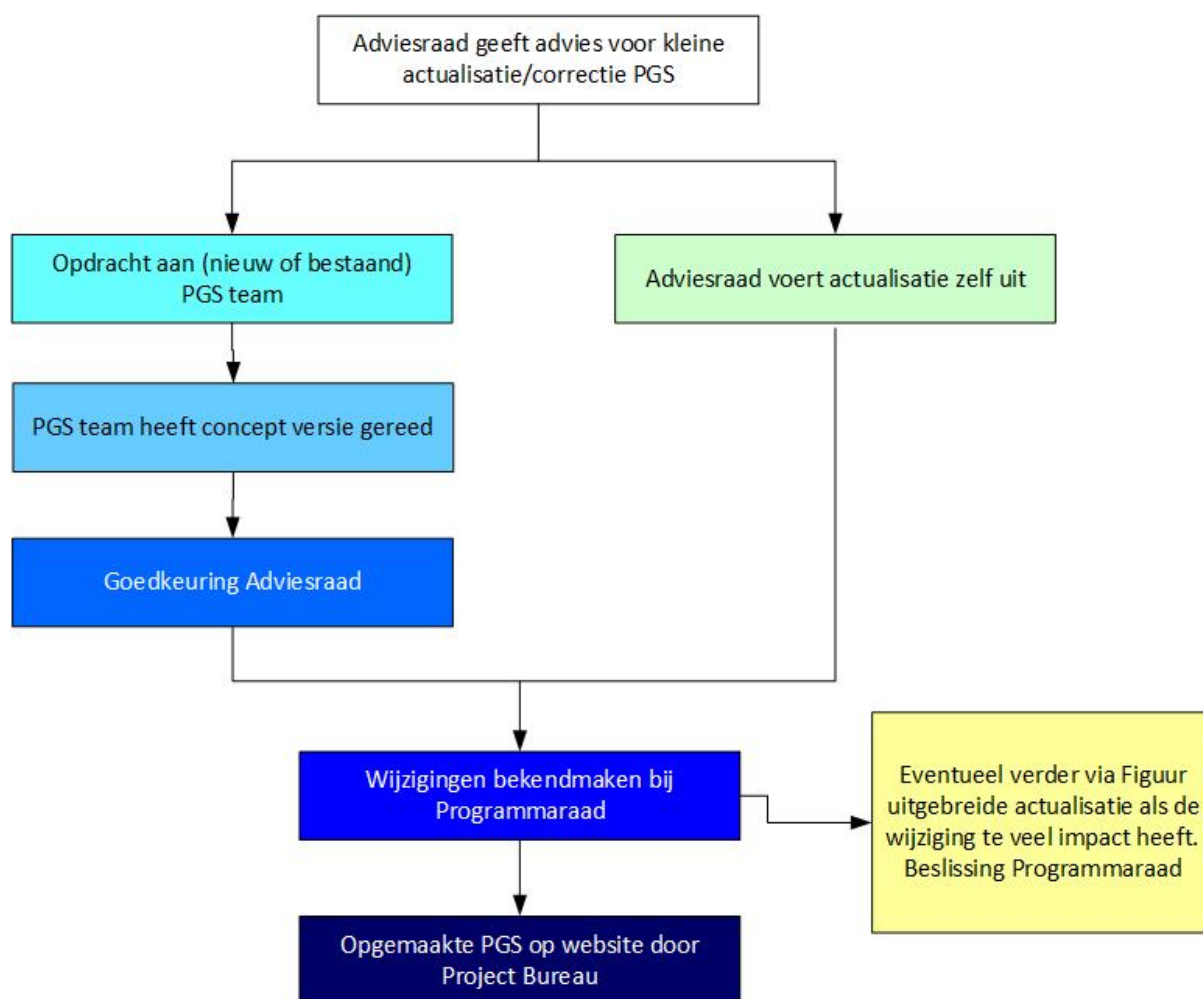 Adviesraad geeft advies voor kleine
actualisatie/correctie PGS
Opdracht aan (nieuw of bestaand)
PGS team
Adviesraad voert actualisatie zelf uit
PGS team heeft concept versie gereed
Goedkeuring Adviesraad
Wijzigingen bekendmaken bij
Programmaraad
Eventueel verder via Figuur
uitgebreide actualisatie als de
wijziging te veel impact heeft.
Beslissing Programmaraad
Opgemaakte PGS op website door
Project Bureau